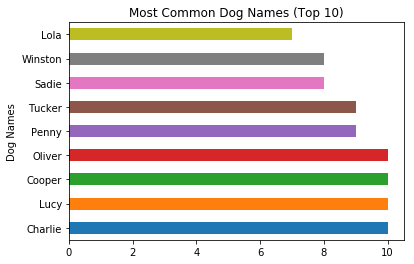 Most Common Dog Names (Top 10)
Dog Names
Lola
Winston
Sadie
Tucker
Penny
Oliver
Cooper
Lucy
Charlie
0 2 4 6 8 10